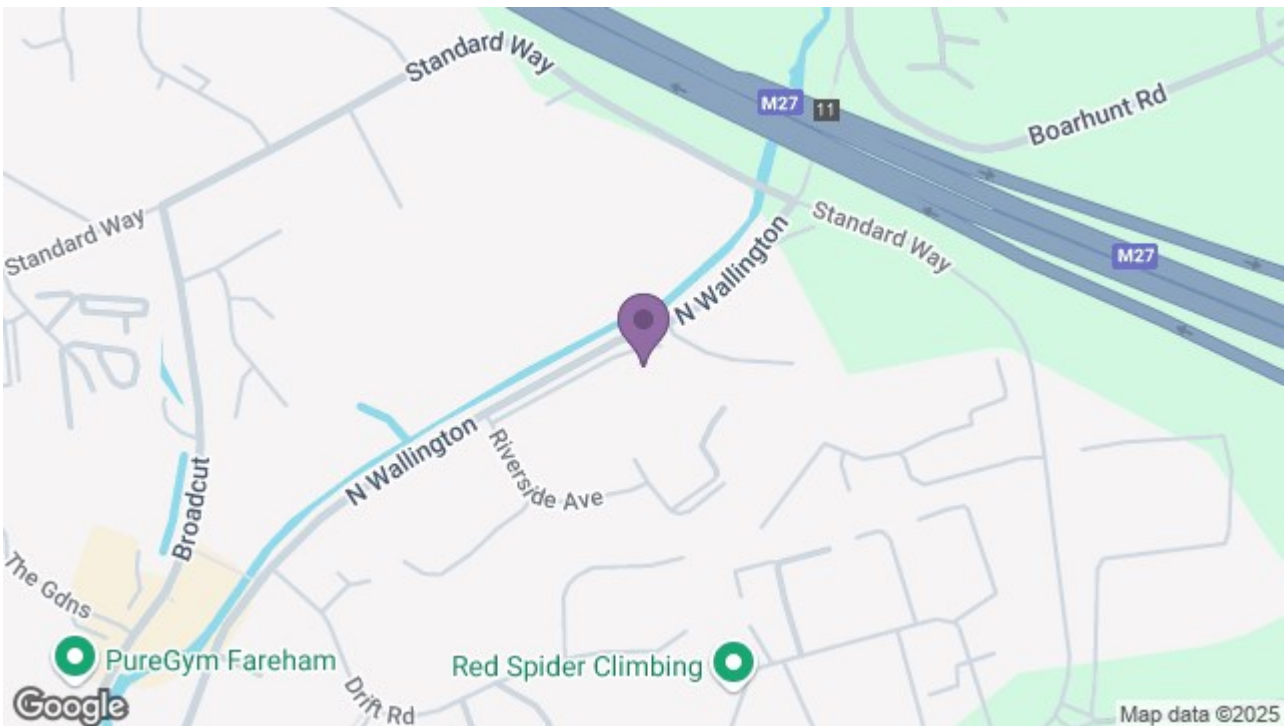 Standard Way
M27
11
Boarhunt Rd
Standard Way
Standard Way
N Wallington
M27
N Wallington
Riverside Ave
Broadcut
The Gdns
PureGym Fareham
Red Spider Climbing
Drift Rd
Google
Map data ©2025